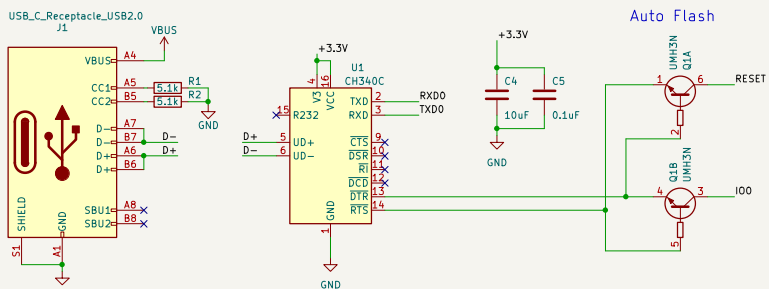 Auto Flash
USB_C_Receptacle_USB2.0
J1
VBUS
VBUS A4
CC1 A5 5.1k R1
CC2 B5 5.1k R2
GND
D- A7
D- B7 D-
D+ A6 D+
D+ B6
SBU1 A8
SBU2 B8
SHIELD
GND
S1
A1
+3.3V
U1
CH340C
4
16
V3
VCC
TXD 2 RXD0
RXD 3 TXD0
15 R232
D+ 5 UD+
D- 6 UD-
CTS 9
DSR 10
RI 11
DCD 12
DTR 13
RTS 14
GND
1
GND
+3.3V
C4
10uF
C5
0.1uF
GND
UMH3N
Q1A
1
6
RESET
2
Q1B
UMH3N
4
3
IO0
5